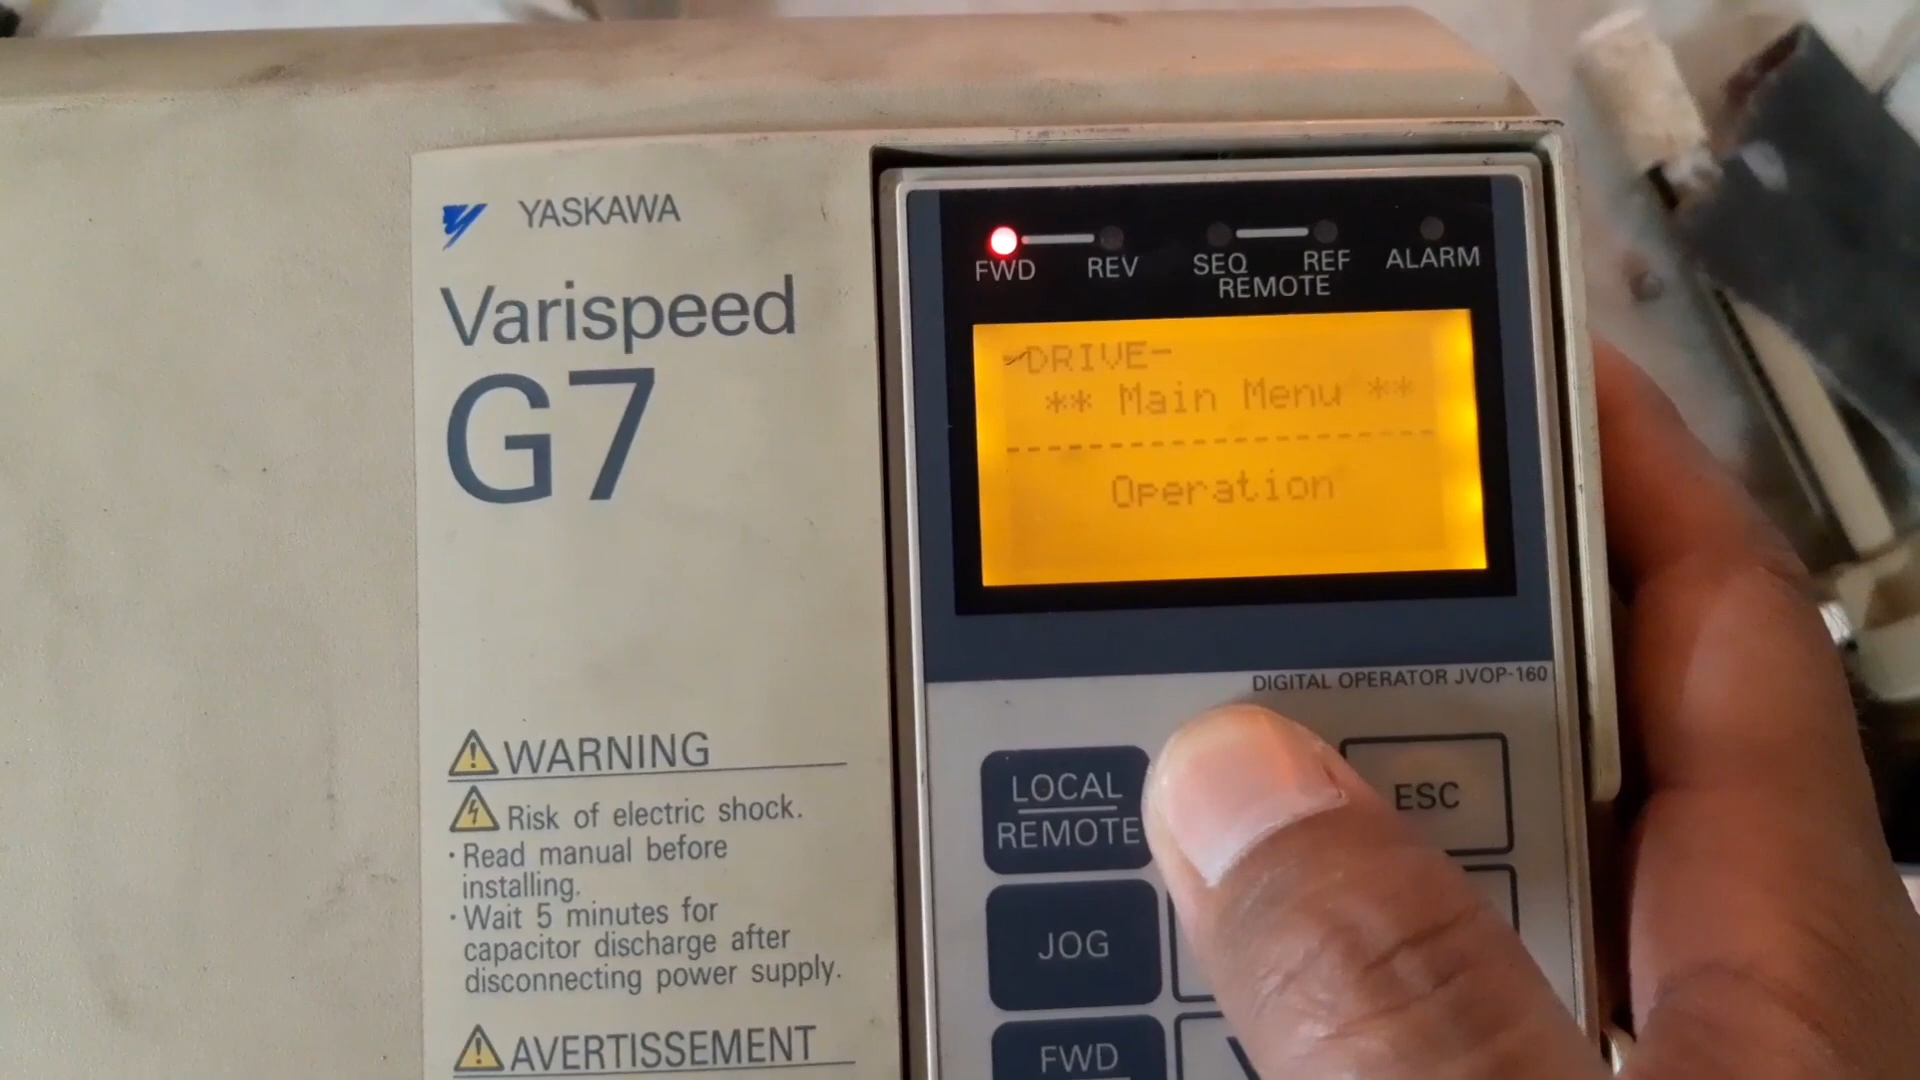 YASKAWA
Varispeed
G7
WARNING
Risk of electric shock.
· Read manual before
installing.
· Wait 5 minutes for
capacitor discharge after
disconnecting power supply.
AVERTISSEMENT
FWD REV SEQ REF ALARM
REMOTE
-DRIVE-
** Main Menu **
--------------------
Operation
DIGITAL OPERATOR JVOP-160
LOCAL
REMOTE
ESC
JOG
FWD